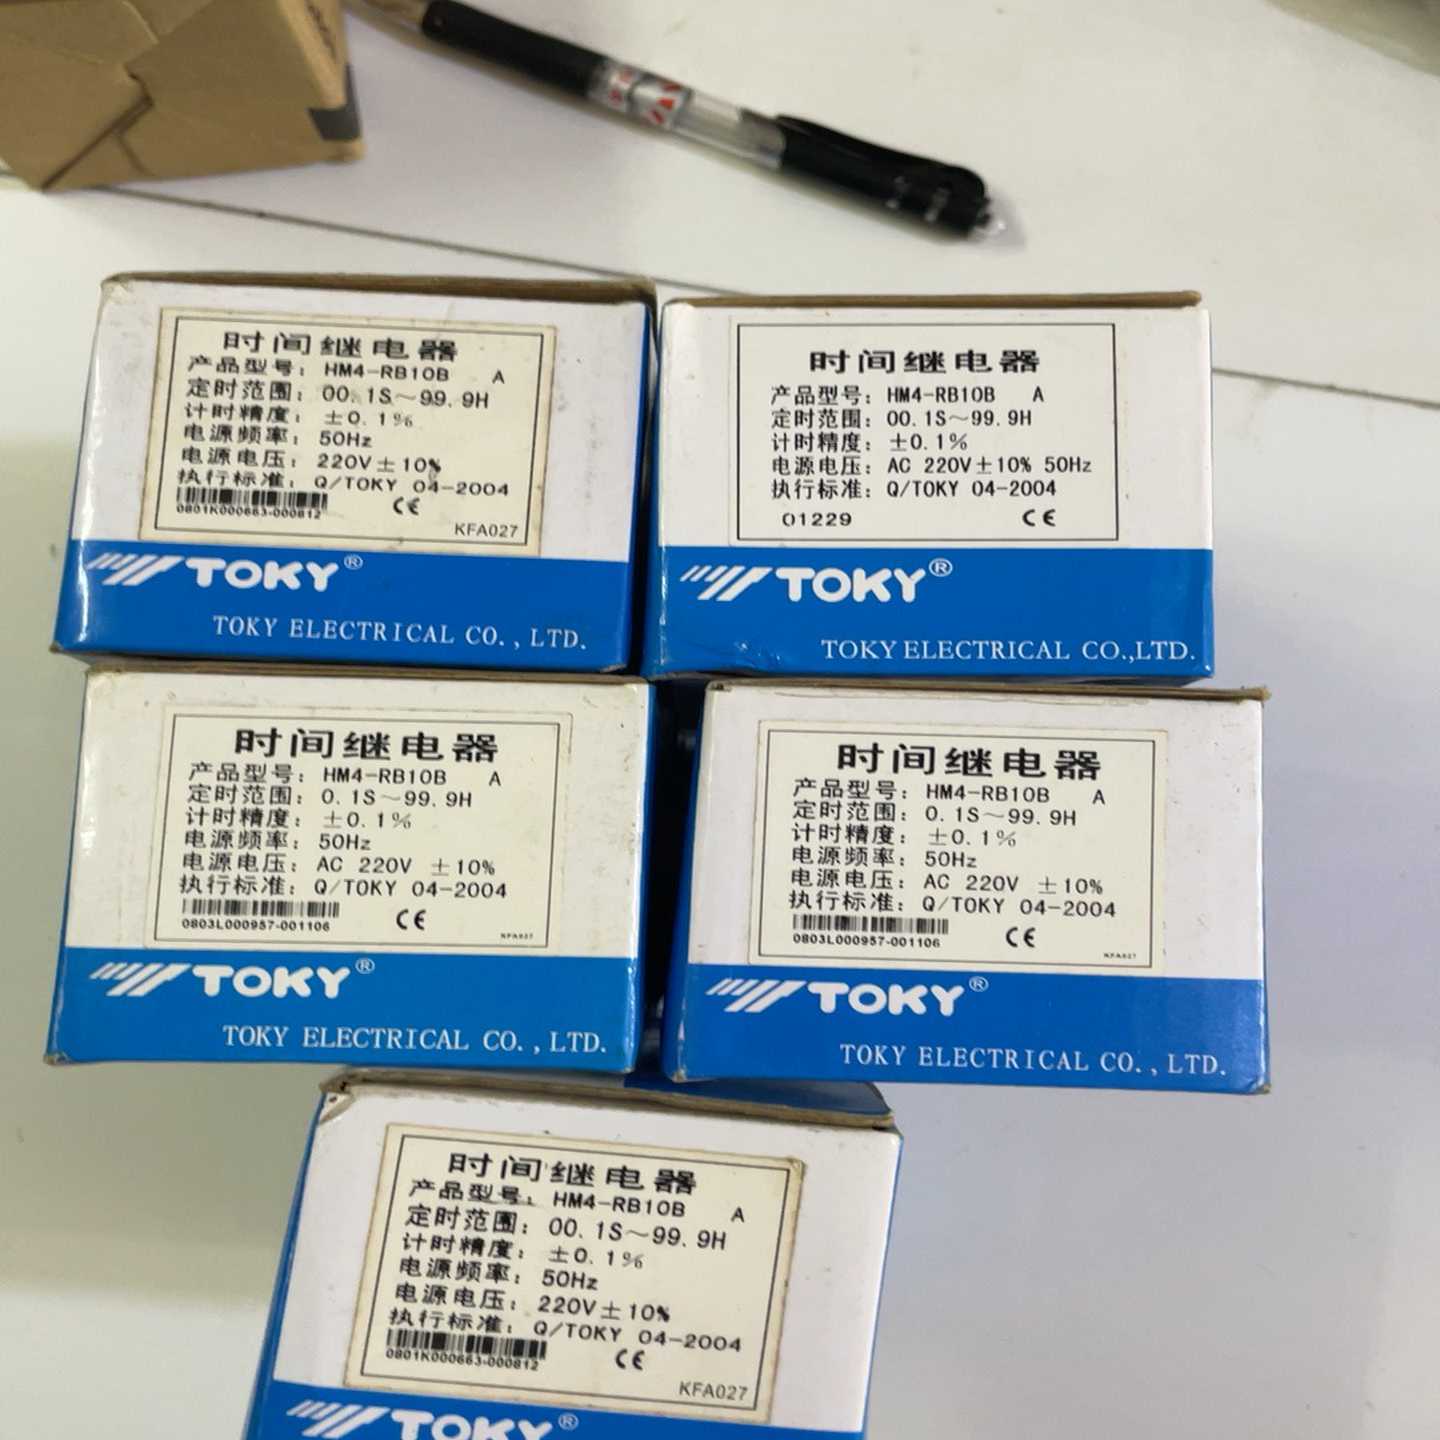 时间继电器
产品型号：HM4-RB10B A
定时范围：00.1S～99.9H
计时精度：±0.1%
电源频率：50Hz
电源电压：220V±10%
执行标准：Q/TOKY 04-2004
0801K000663-000812 CE
KFA027
TOKY®
TOKY ELECTRICAL CO.,LTD.
时间继电器
产品型号：HM4-RB10B A
定时范围：00.1S～99.9H
计时精度：±0.1%
电源电压：AC 220V±10% 50Hz
执行标准：Q/TOKY 04-2004
01229 CE
TOKY®
TOKY ELECTRICAL CO.,LTD.
时间继电器
产品型号：HM4-RB10B A
定时范围：0.1S～99.9H
计时精度：±0.1%
电源频率：50Hz
电源电压：AC 220V ±10%
执行标准：Q/TOKY 04-2004
0803L000957-001106 CE
KFA027
TOKY®
TOKY ELECTRICAL CO.,LTD.
时间继电器
产品型号：HM4-RB10B A
定时范围：0.1S～99.9H
计时精度：±0.1%
电源频率：50Hz
电源电压：AC 220V ±10%
执行标准：Q/TOKY 04-2004
0803L000957-001106 CE
KFA027
TOKY®
TOKY ELECTRICAL CO.,LTD.
时间继电器
产品型号：HM4-RB10B A
定时范围：00.1S～99.9H
计时精度：±0.1%
电源频率：50Hz
电源电压：220V±10%
执行标准：Q/TOKY 04-2004
0801K000663-000812 CE
KFA027
TOKY®